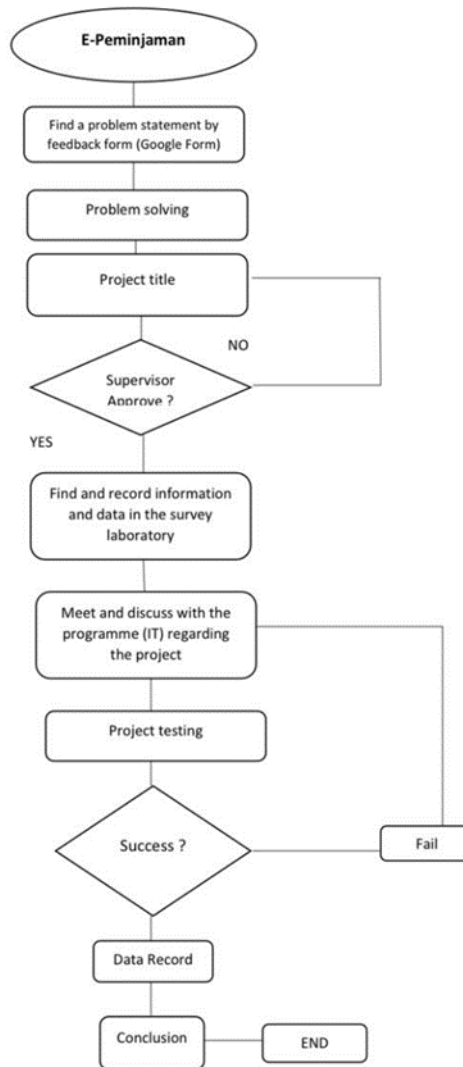 E-Peminjaman
Find a problem statement by
feedback form (Google Form)
Problem solving
Project title
NO
Supervisor
Approve ?
YES
Find and record information
and data in the survey
laboratory
Meet and discuss with the
programme (IT) regarding
the project
Project testing
Success ?
Fail
Data Record
Conclusion
END